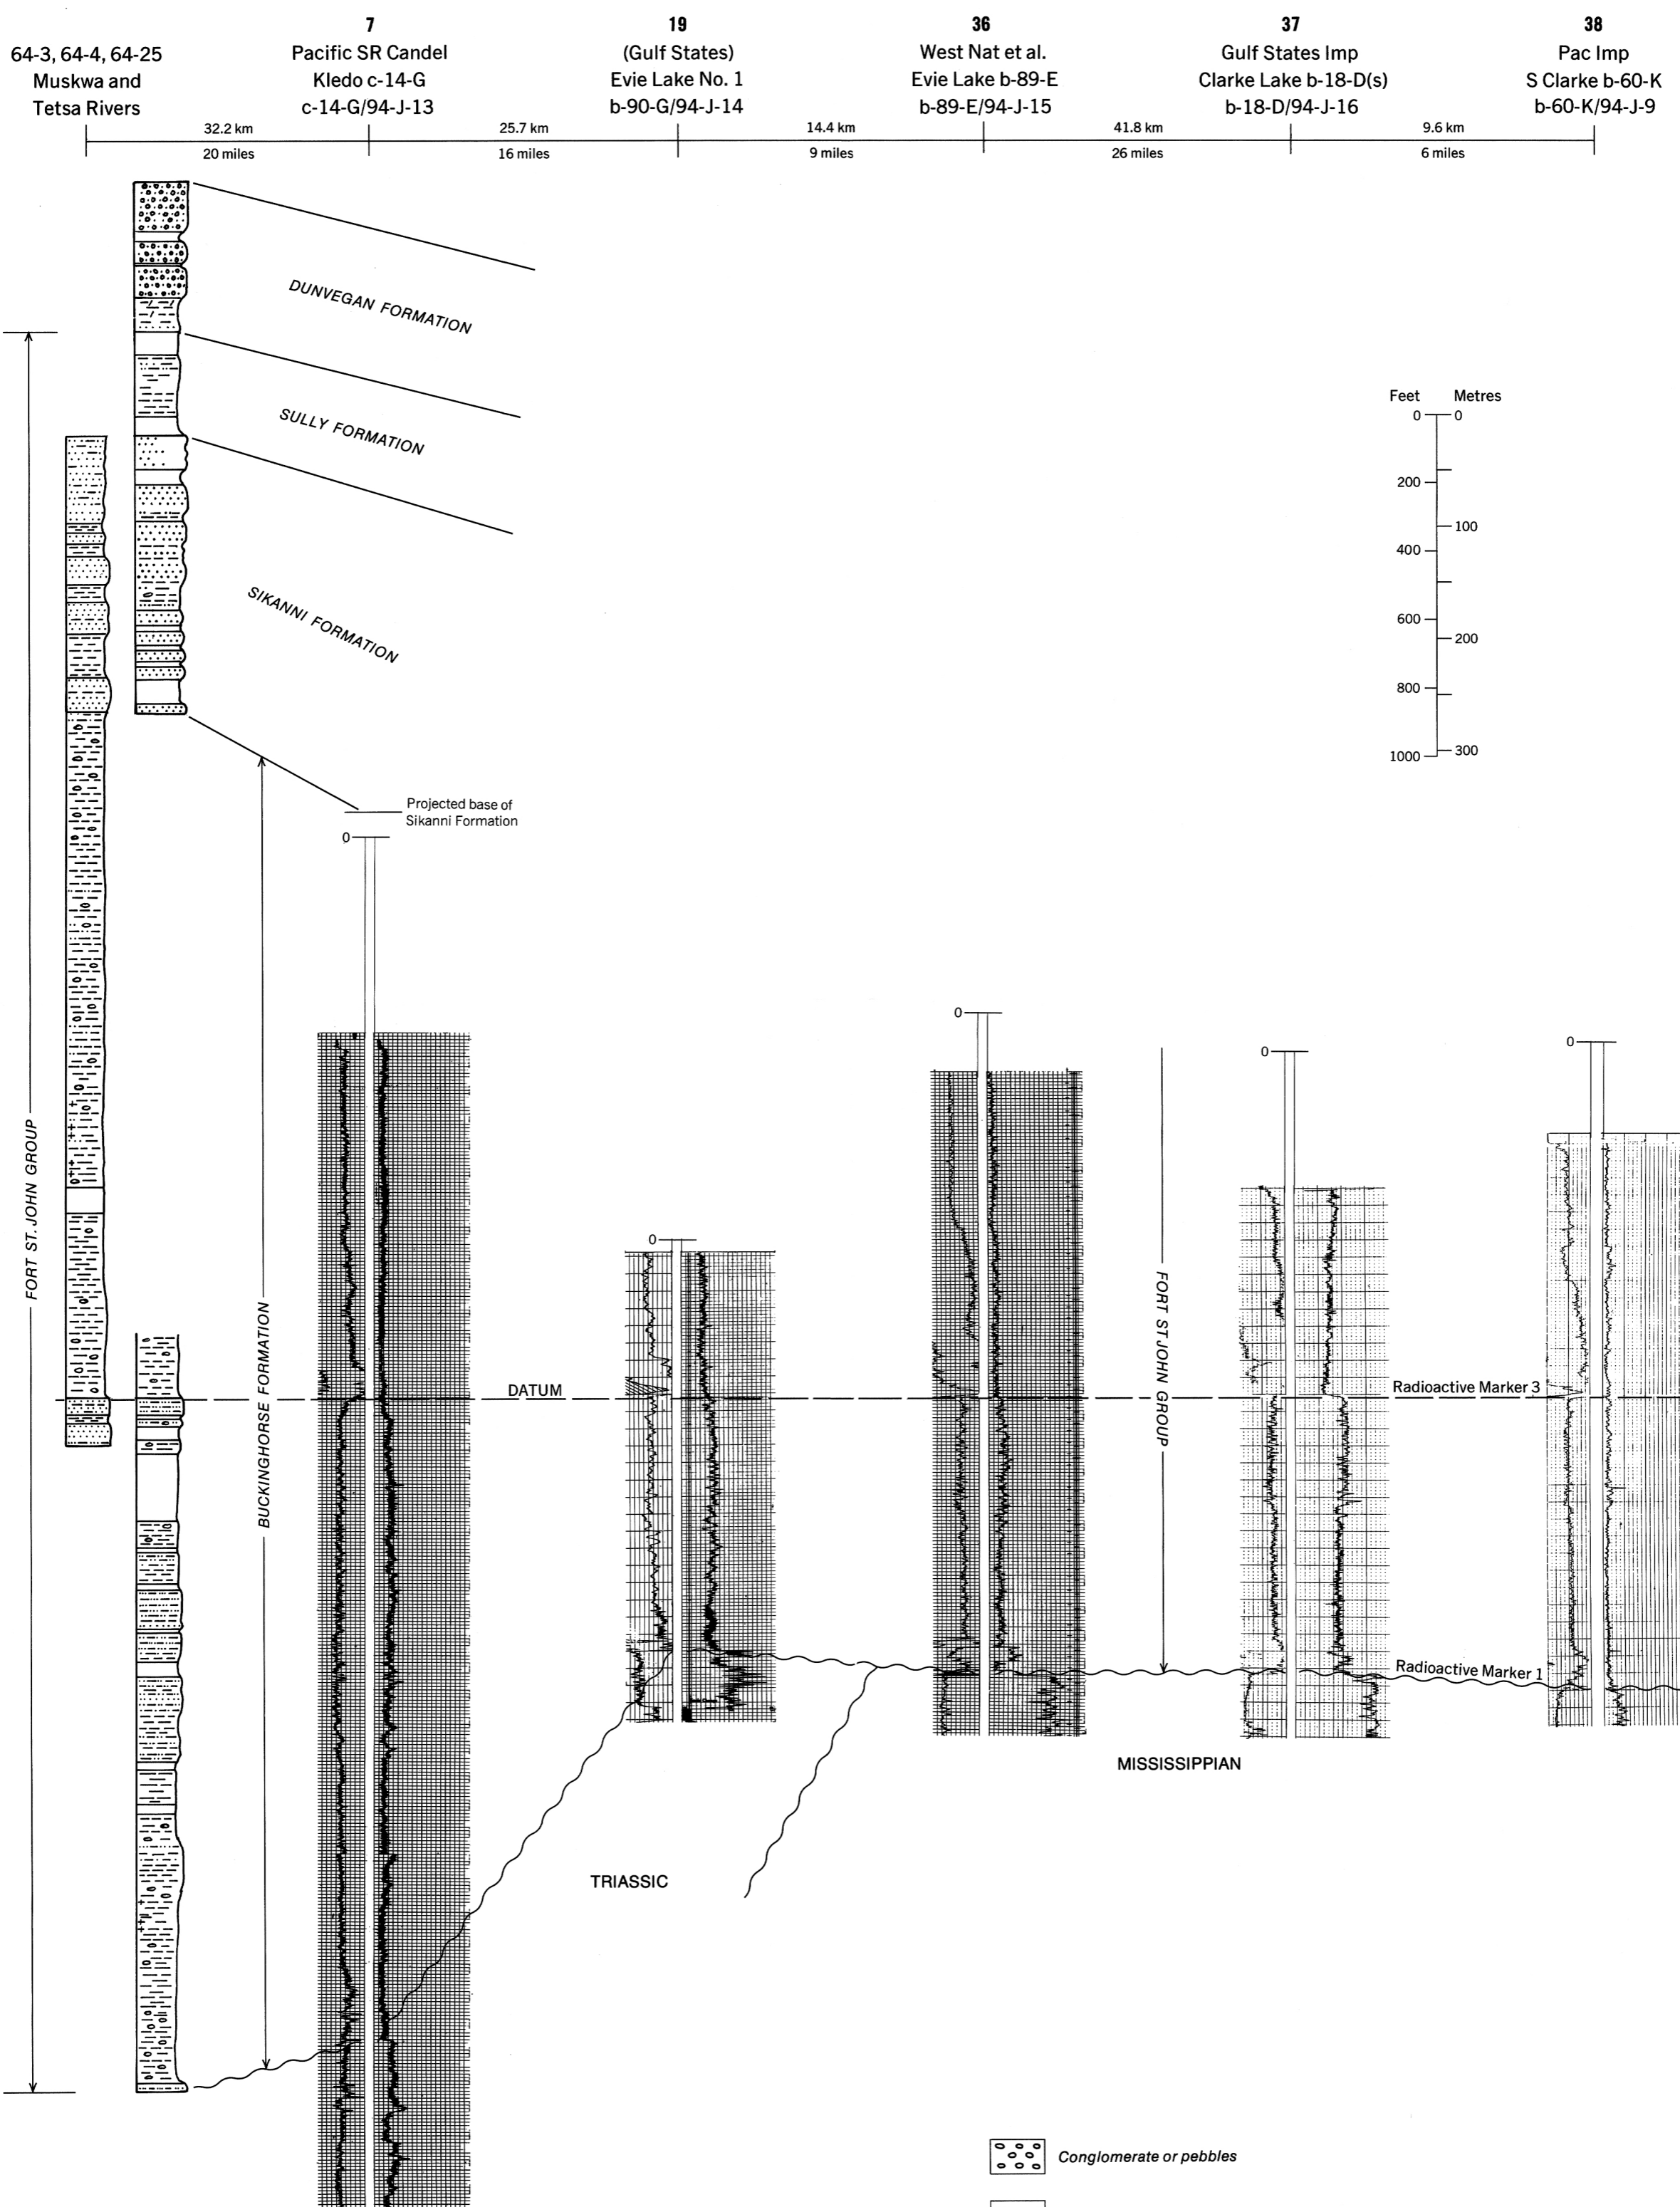 64-3, 64-4, 64-25
Muskwa and
Tetsa Rivers
7
Pacific SR Candel
Kledo c-14-G
c-14-G/94-J-13
19
(Gulf States)
Evie Lake No. 1
b-90-G/94-J-14
36
West Nat et al.
Evie Lake b-89-E
b-89-E/94-J-15
37
Gulf States Imp
Clarke Lake b-18-D(s)
b-18-D/94-J-16
38
Pac Imp
S Clarke b-60-K
b-60-K/94-J-9
32.2 km
20 miles
25.7 km
16 miles
14.4 km
9 miles
41.8 km
26 miles
9.6 km
6 miles
DUNVEGAN FORMATION
SULLY FORMATION
SIKANNI FORMATION
Feet Metres
0 0
200
100
400
600
200
800
300
1000
Projected base of
Sikanni Formation
0
0
0
0
0
FORT ST. JOHN GROUP
BUCKINGHORSE FORMATION
FORT ST. JOHN GROUP
DATUM
Radioactive Marker 3
Radioactive Marker 1
MISSISSIPPIAN
TRIASSIC
Conglomerate or pebbles